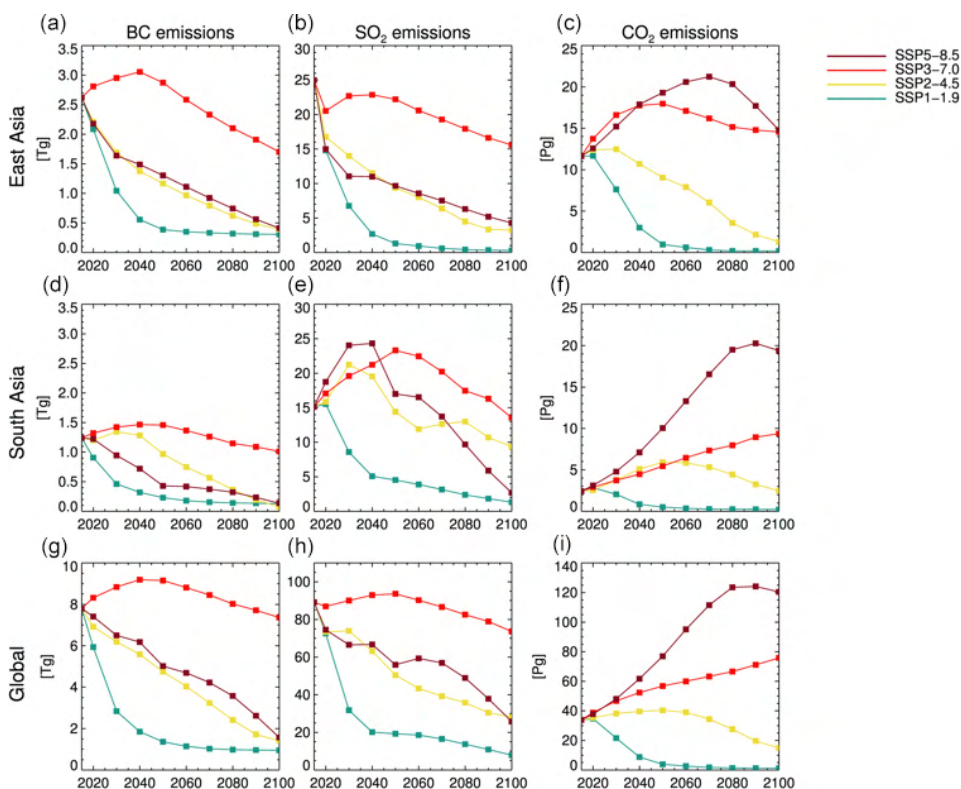 (a) BC emissions (b) SO₂ emissions (c) CO₂ emissions
SSP5-8.5
SSP3-7.0
SSP2-4.5
SSP1-1.9
East Asia
[Tg]
3.5
3.0
2.5
2.0
1.5
1.0
0.5
0.0
2020 2040 2060 2080 2100
30
25
20
15
10
5
0
2020 2040 2060 2080 2100
[Pg]
25
20
15
10
5
0
2020 2040 2060 2080 2100
(d) (e) (f)
South Asia
[Tg]
3.5
3.0
2.5
2.0
1.5
1.0
0.5
0.0
2020 2040 2060 2080 2100
30
25
20
15
10
5
0
2020 2040 2060 2080 2100
[Pg]
25
20
15
10
5
0
2020 2040 2060 2080 2100
(g) (h) (i)
Global
[Tg]
10
8
6
4
2
0
2020 2040 2060 2080 2100
100
80
60
40
20
0
2020 2040 2060 2080 2100
[Pg]
140
120
100
80
60
40
20
0
2020 2040 2060 2080 2100